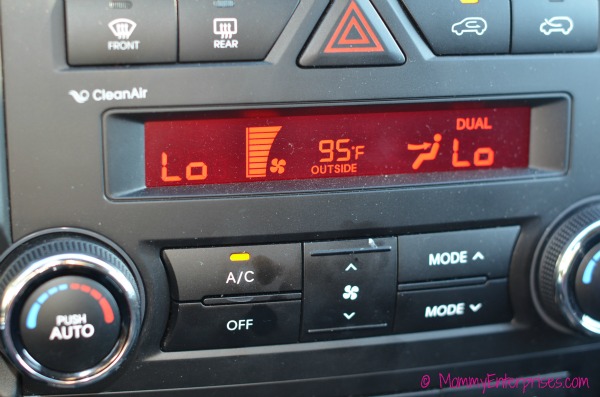 FRONT
REAR
CleanAir
DUAL
Lo
95°F
OUTSIDE
Lo
A/C
MODE
PUSH
AUTO
OFF
MODE
© MommyEnterprises.com